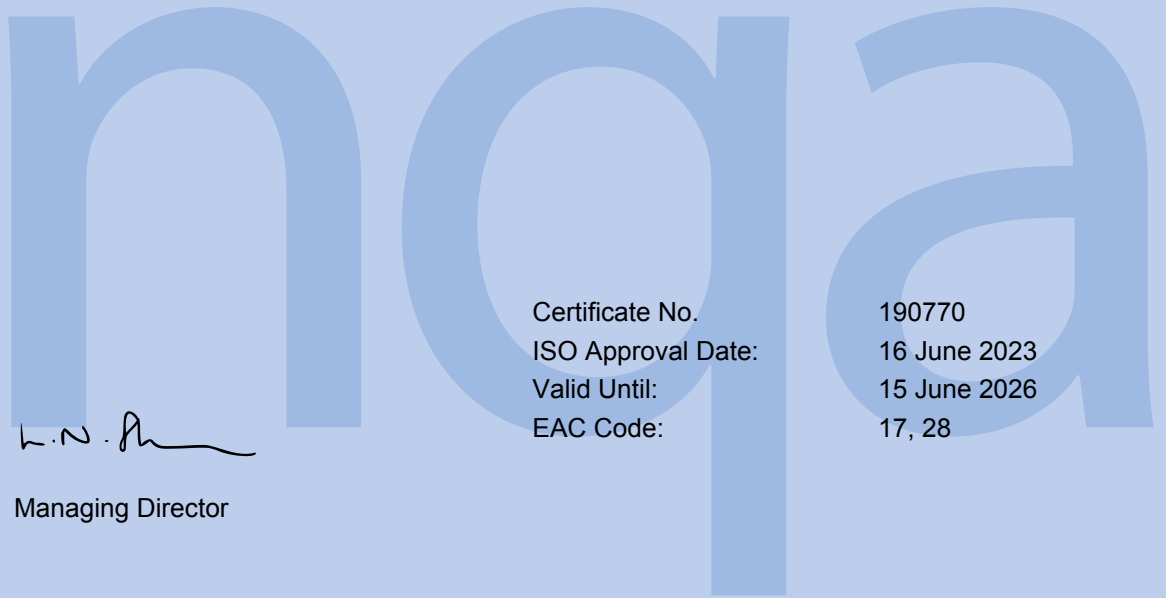 nqa
Certificate No. 190770
ISO Approval Date: 16 June 2023
Valid Until: 15 June 2026
EAC Code: 17, 28
Managing Director